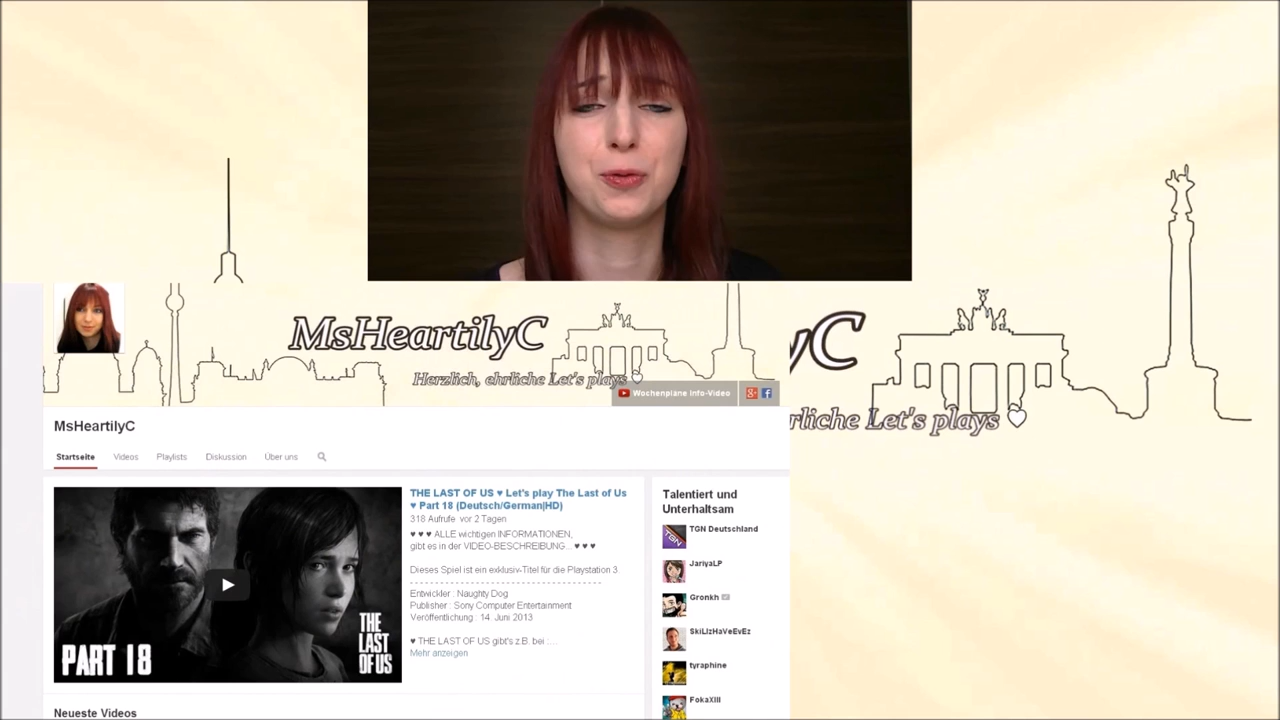 MsHeartilyC
Herzlich, ehrliche Let's plays
Wochenpläne Info-Video
yC
rliche Let's plays
MsHeartilyC
Startseite
Videos
Playlists
Diskussion
Über uns
PART 18
THE
LAST
OF US
THE LAST OF US ♥ Let's play The Last of Us
♥ Part 18 (Deutsch/German|HD)
318 Aufrufe vor 2 Tagen
♥ ♥ ♥ ALLE wichtigen INFORMATIONEN,
gibt es in der VIDEO-BESCHREIBUNG... ♥ ♥ ♥
Dieses Spiel ist ein exklusiv-Titel für die Playstation 3.
Entwickler : Naughty Dog
Publisher : Sony Computer Entertainment
Veröffentlichung : 14. Juni 2013
♥ THE LAST OF US gibt's z.B. bei :...
Mehr anzeigen
Talentiert und
Unterhaltsam
TGN Deutschland
JariyaLP
Gronkh
SkiLlzHaVeEvEz
tyraphine
FokaXIII
Neueste Videos